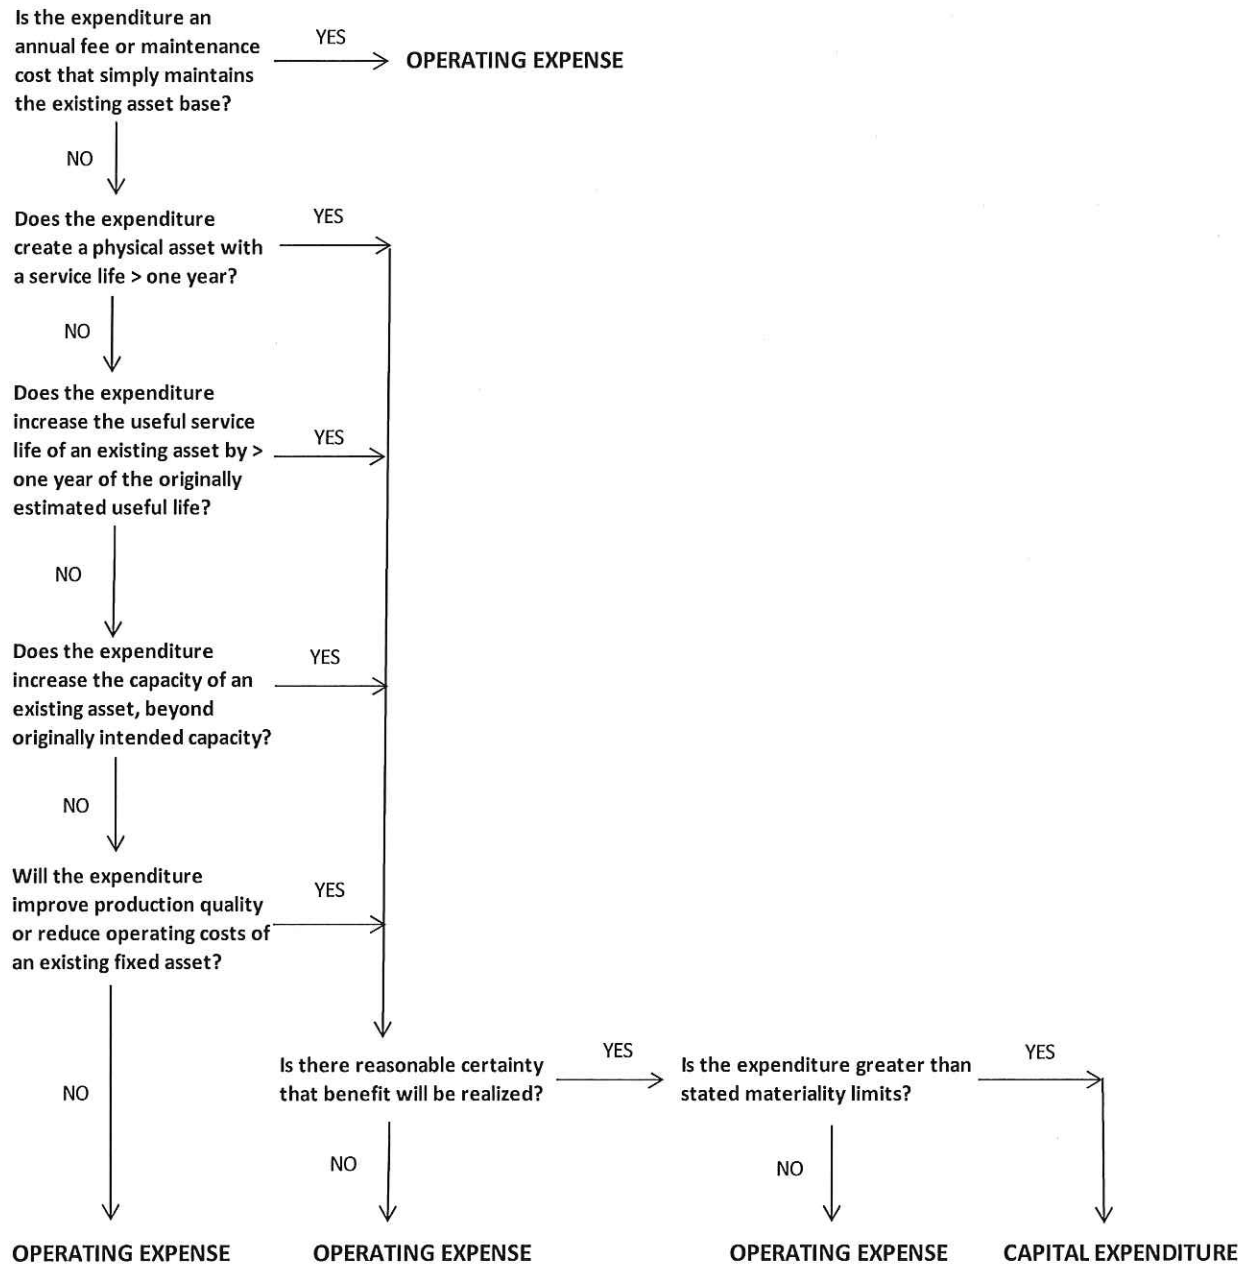 Is the expenditure an
annual fee or maintenance
cost that simply maintains
the existing asset base?
YES
OPERATING EXPENSE
NO
Does the expenditure
create a physical asset with
a service life > one year?
YES
NO
Does the expenditure
increase the useful service
life of an existing asset by >
one year of the originally
estimated useful life?
YES
NO
Does the expenditure
increase the capacity of an
existing asset, beyond
originally intended capacity?
YES
NO
Will the expenditure
improve production quality
or reduce operating costs of
an existing fixed asset?
YES
NO
Is there reasonable certainty
that benefit will be realized?
YES
Is the expenditure greater than
stated materiality limits?
YES
NO
NO
OPERATING EXPENSE
OPERATING EXPENSE
OPERATING EXPENSE
CAPITAL EXPENDITURE